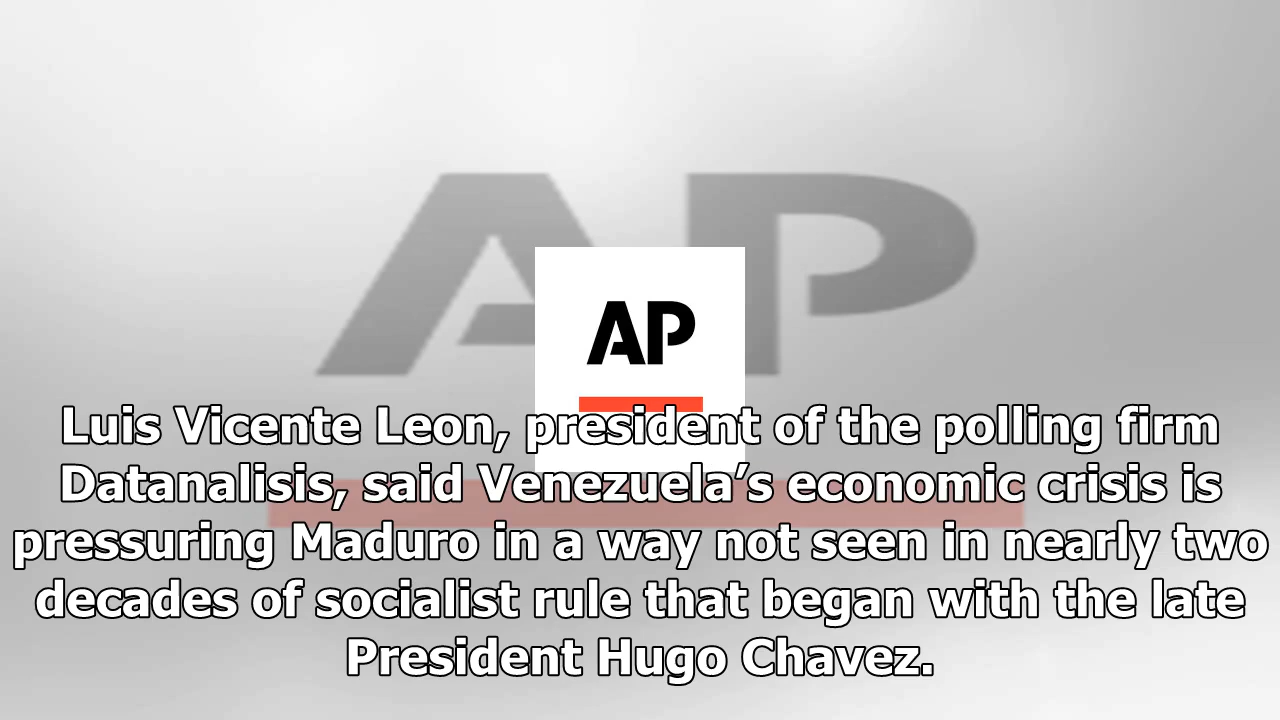 AP
AP
Luis Vicente Leon, president of the polling firm
Datanalisis, said Venezuela’s economic crisis is
pressuring Maduro in a way not seen in nearly two
decades of socialist rule that began with the late
President Hugo Chavez.